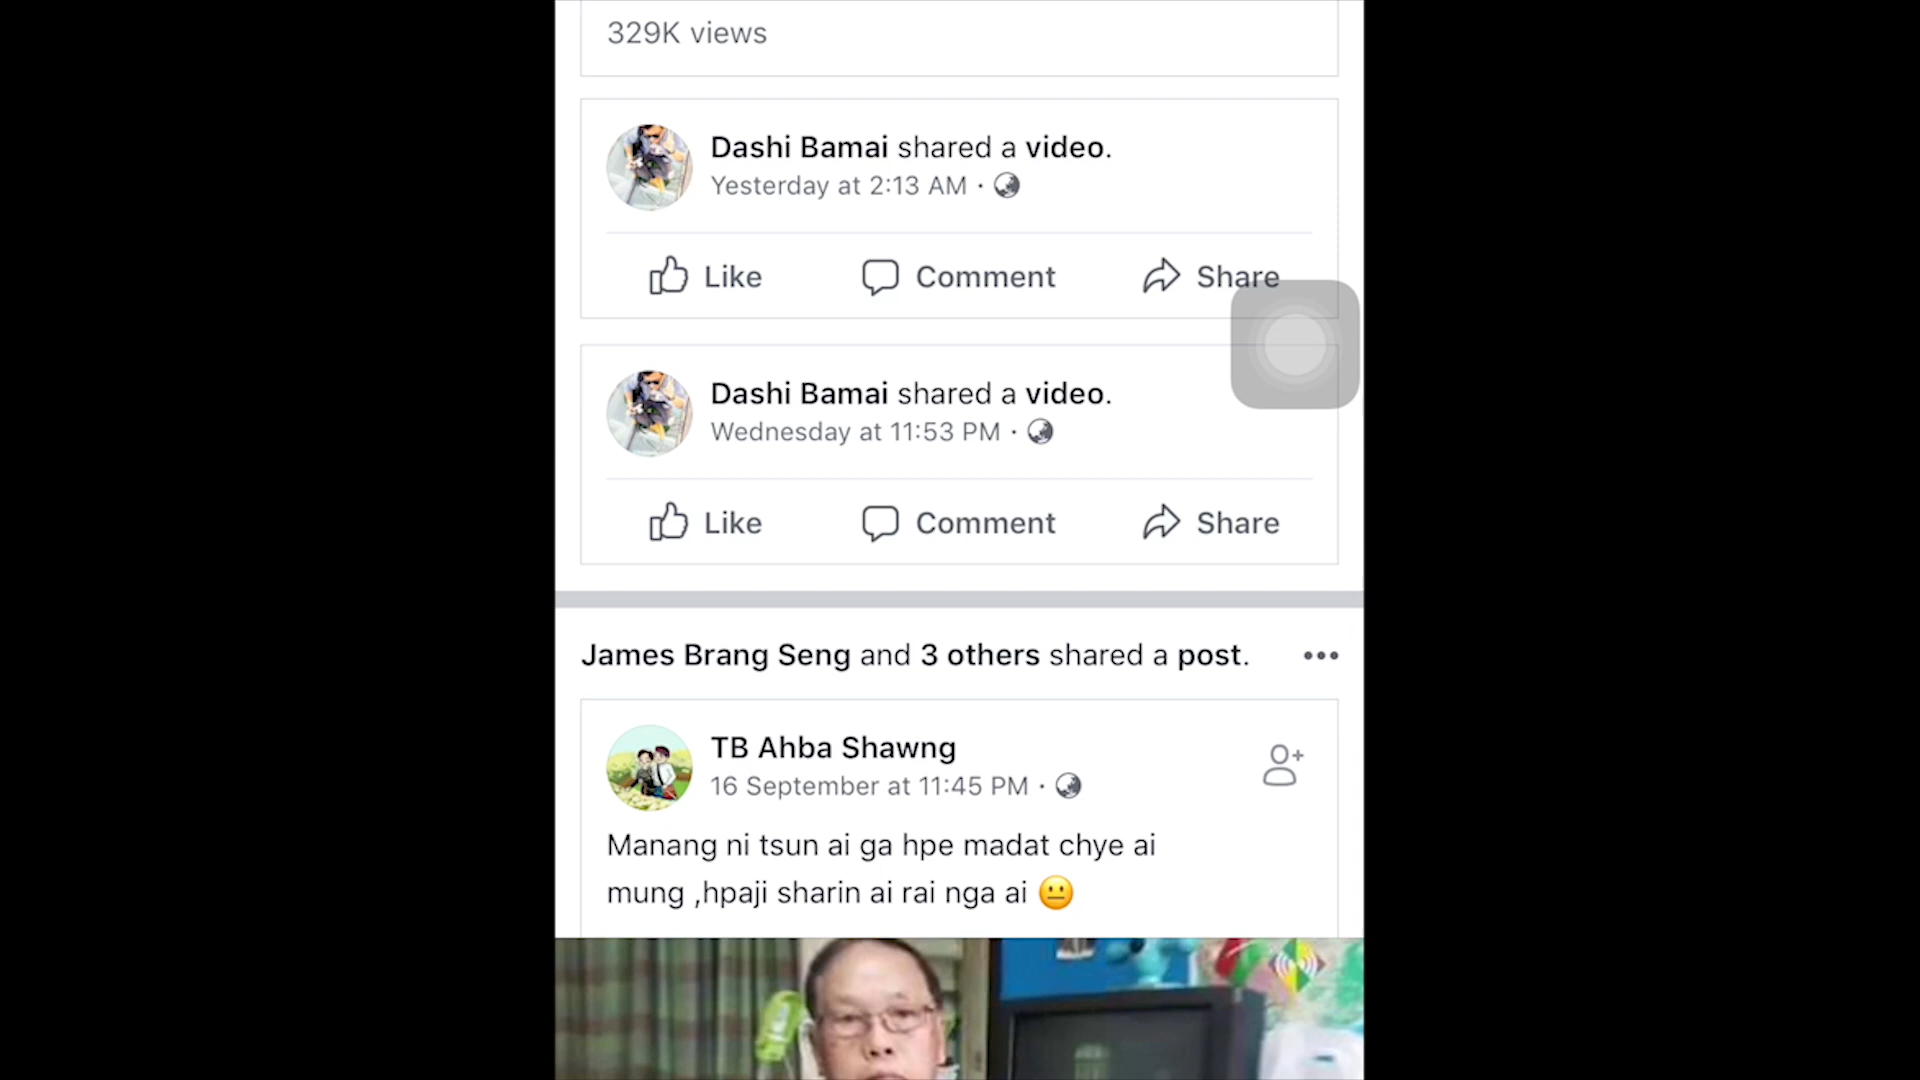 329K views
Dashi Bamai shared a video.
Yesterday at 2:13 AM ·
Like Comment Share
Dashi Bamai shared a video.
Wednesday at 11:53 PM ·
Like Comment Share
James Brang Seng and 3 others shared a post.
TB Ahba Shawng
16 September at 11:45 PM ·
Manang ni tsun ai ga hpe madat chye ai
mung ,hpaji sharin ai rai nga ai 😐